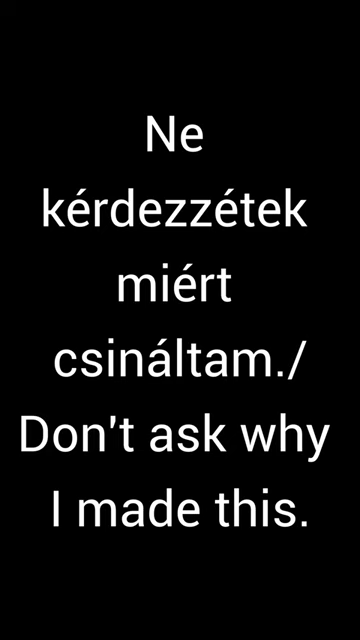 Ne
kérdezzétek
miért
csináltam./
Don't ask why
I made this.